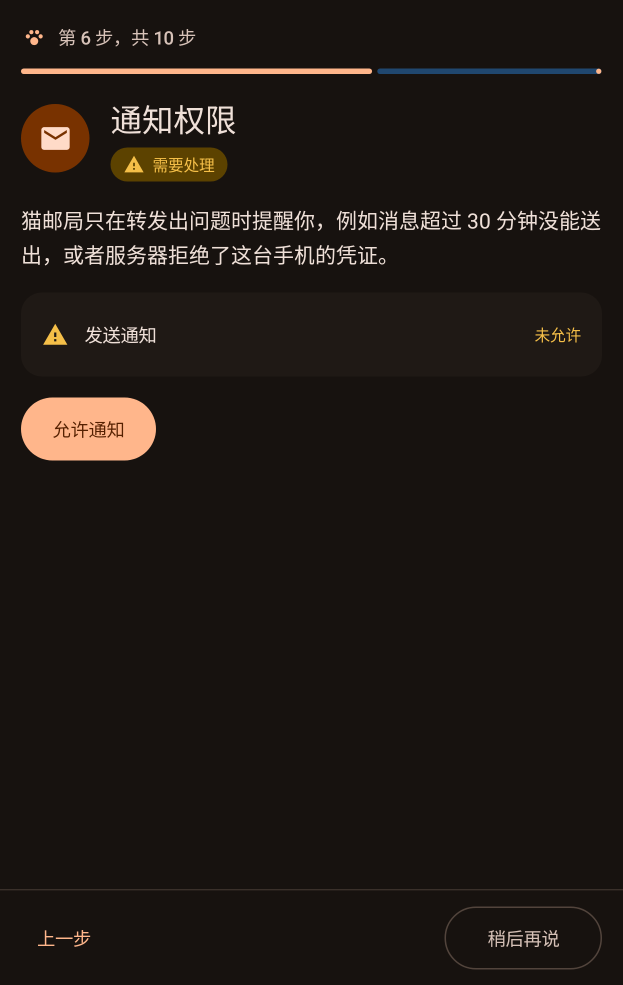 第 6 步，共 10 步
通知权限
需要处理
猫邮局只在转发出问题时提醒你，例如消息超过 30 分钟没能送
出，或者服务器拒绝了这台手机的凭证。
发送通知
未允许
允许通知
上一步
稍后再说